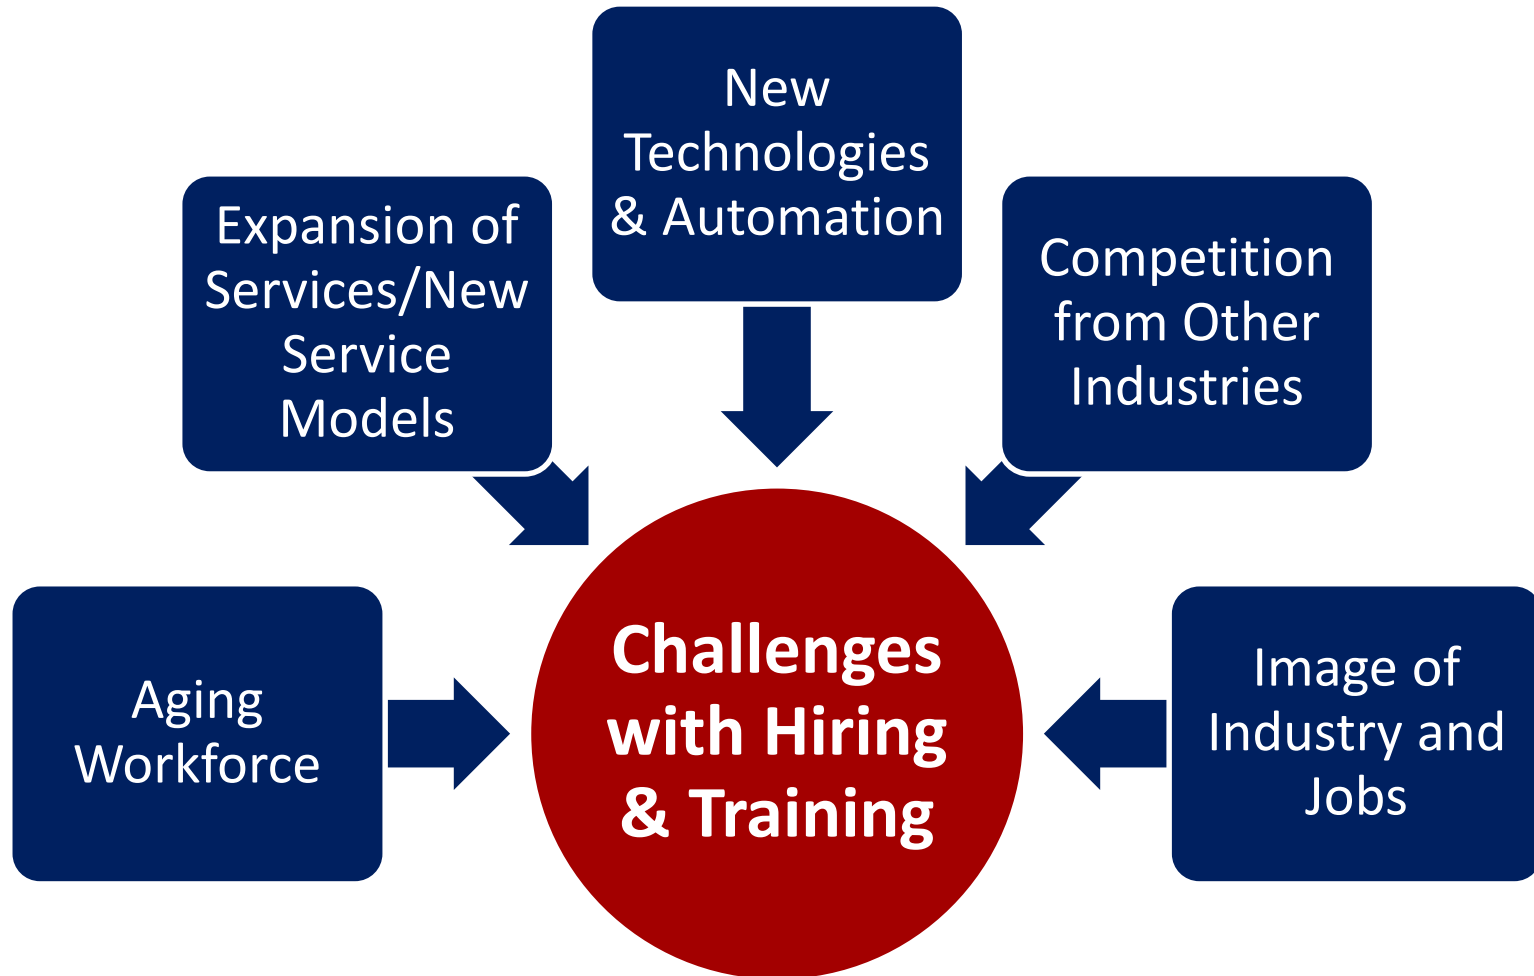 New
Technologies
& Automation
Expansion of
Services/New
Service
Models
Competition
from Other
Industries
Aging
Workforce
Challenges
with Hiring
& Training
Image of
Industry and
Jobs